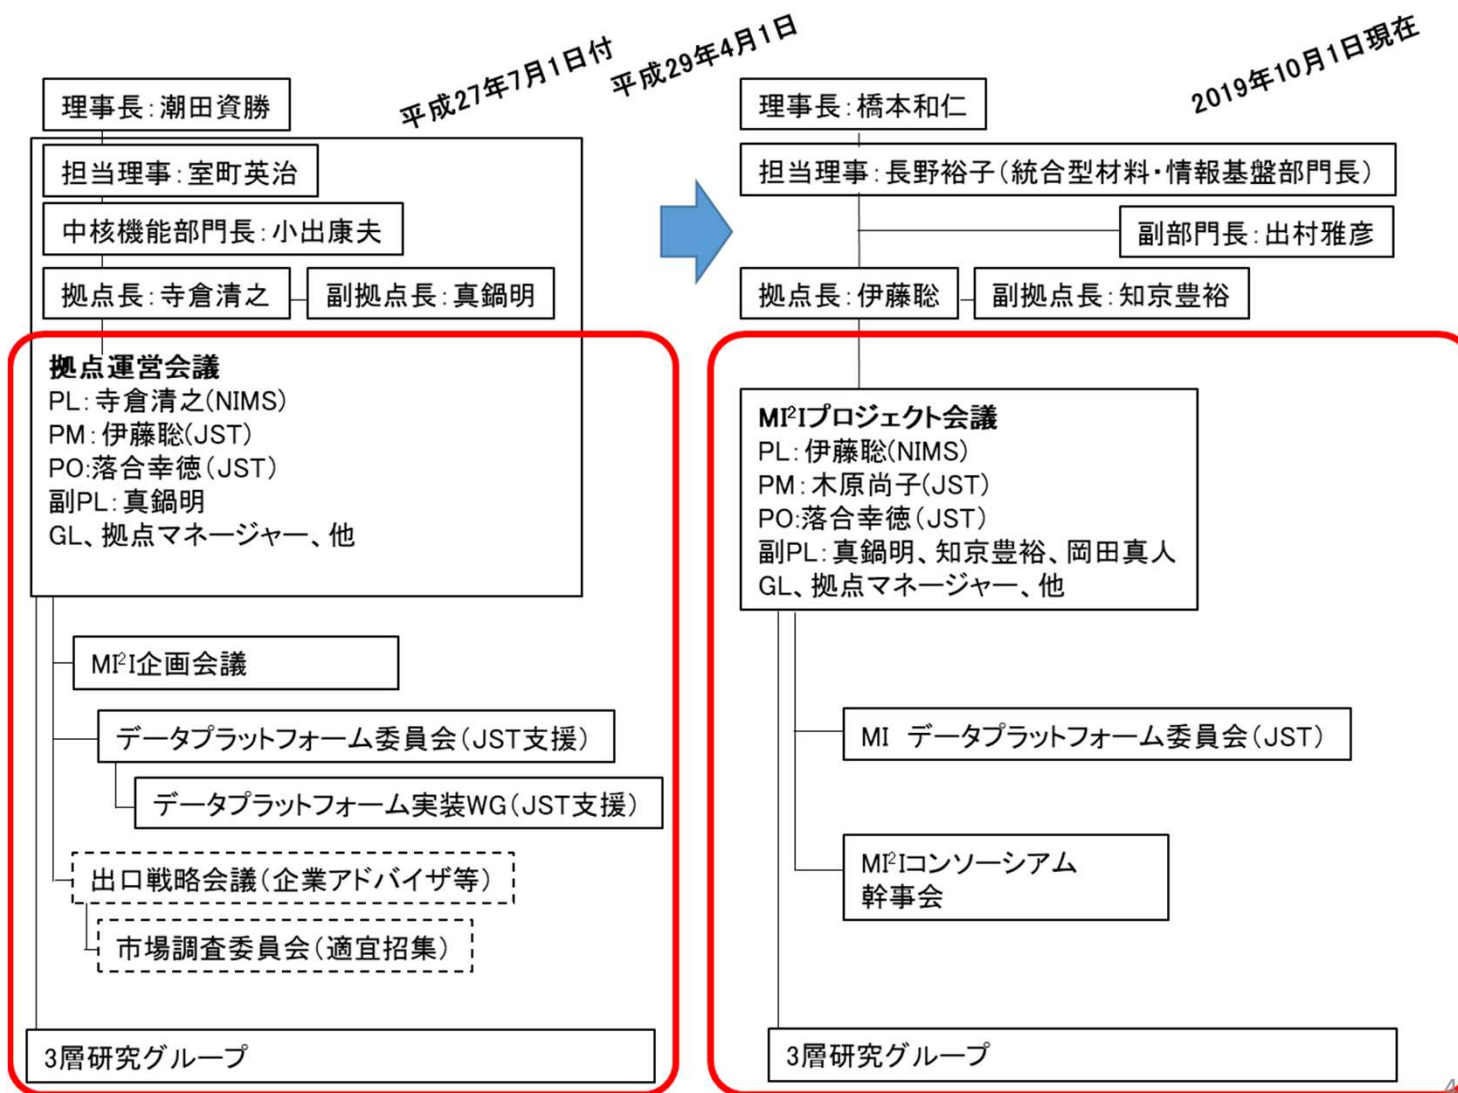 平成27年7月1日付
平成29年4月1日
2019年10月1日現在
理事長：潮田資勝
担当理事：室町英治
中核機能部門長：小出康夫
拠点長：寺倉清之
副拠点長：真鍋明
拠点運営会議
PL：寺倉清之(NIMS)
PM：伊藤聡(JST)
PO:落合幸徳（JST)
副PL：真鍋明
GL、拠点マネージャー、他
MI²I企画会議
データプラットフォーム委員会（JST支援）
データプラットフォーム実装WG（JST支援）
出口戦略会議（企業アドバイザ等）
市場調査委員会（適宜招集）
3層研究グループ
理事長：橋本和仁
担当理事：長野裕子（統合型材料・情報基盤部門長）
副部門長：出村雅彦
拠点長：伊藤聡
副拠点長：知京豊裕
MI²Iプロジェクト会議
PL：伊藤聡(NIMS)
PM：木原尚子(JST)
PO:落合幸徳（JST)
副PL：真鍋明、知京豊裕、岡田真人
GL、拠点マネージャー、他
MI　データプラットフォーム委員会（JST）
MI²Iコンソーシアム
幹事会
3層研究グループ
4